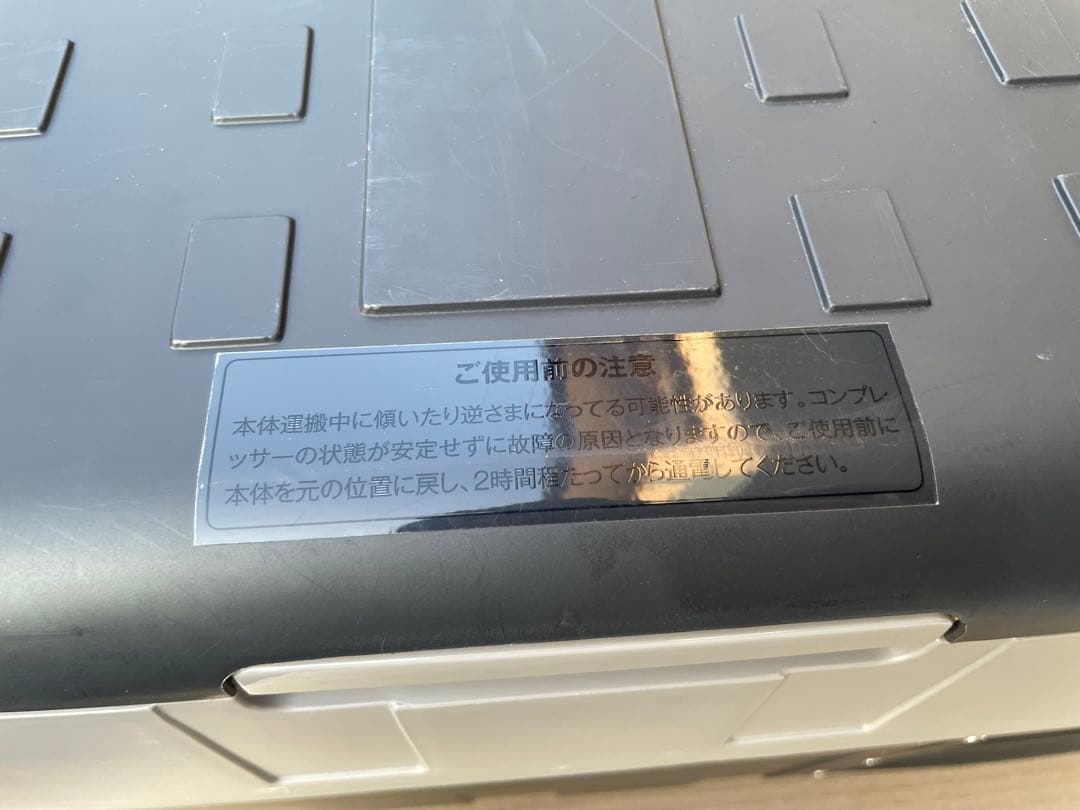 ご使用前の注意
本体運搬中に傾いたり逆さまになってる可能性があります。コンプレ
ッサーの状態が安定せずに故障の原因となりますので、ご使用前に
本体を元の位置に戻し、2時間程たってから通電してください。